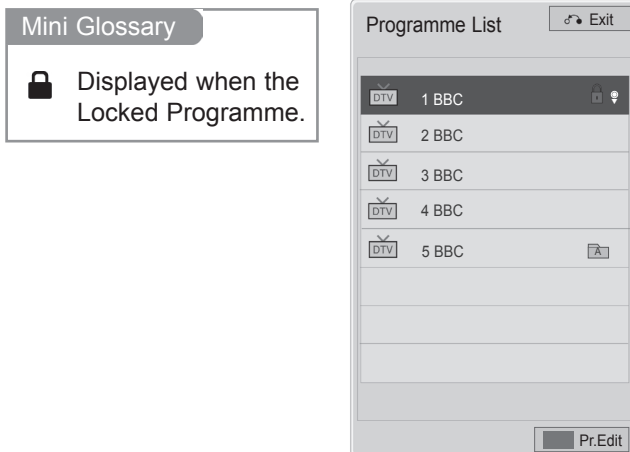 Mini Glossary
Displayed when the
Locked Programme.
Programme List
Exit
DTV 1 BBC
DTV 2 BBC
DTV 3 BBC
DTV 4 BBC
DTV 5 BBC A
Pr.Edit